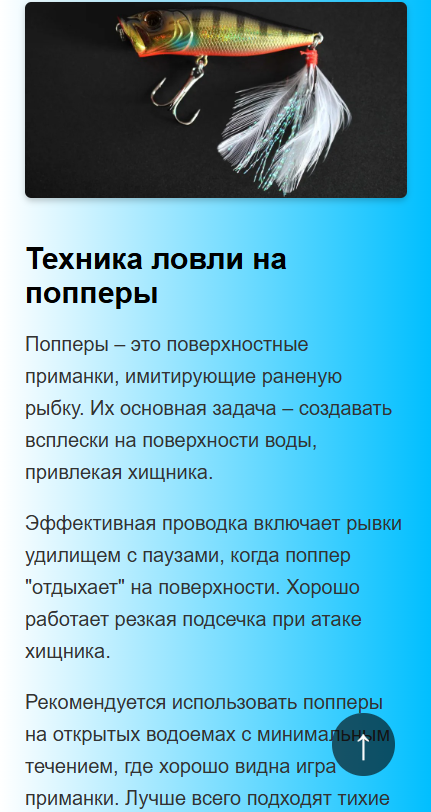 Техника ловли на
попперы
Попперы – это поверхностные
приманки, имитирующие раненую
рыбку. Их основная задача – создавать
всплески на поверхности воды,
привлекая хищника.
Эффективная проводка включает рывки
удилищем с паузами, когда поппер
"отдыхает" на поверхности. Хорошо
работает резкая подсечка при атаке
хищника.
Рекомендуется использовать попперы
на открытых водоемах с минимальным
течением, где хорошо видна игра
приманки. Лучше всего подходят тихие